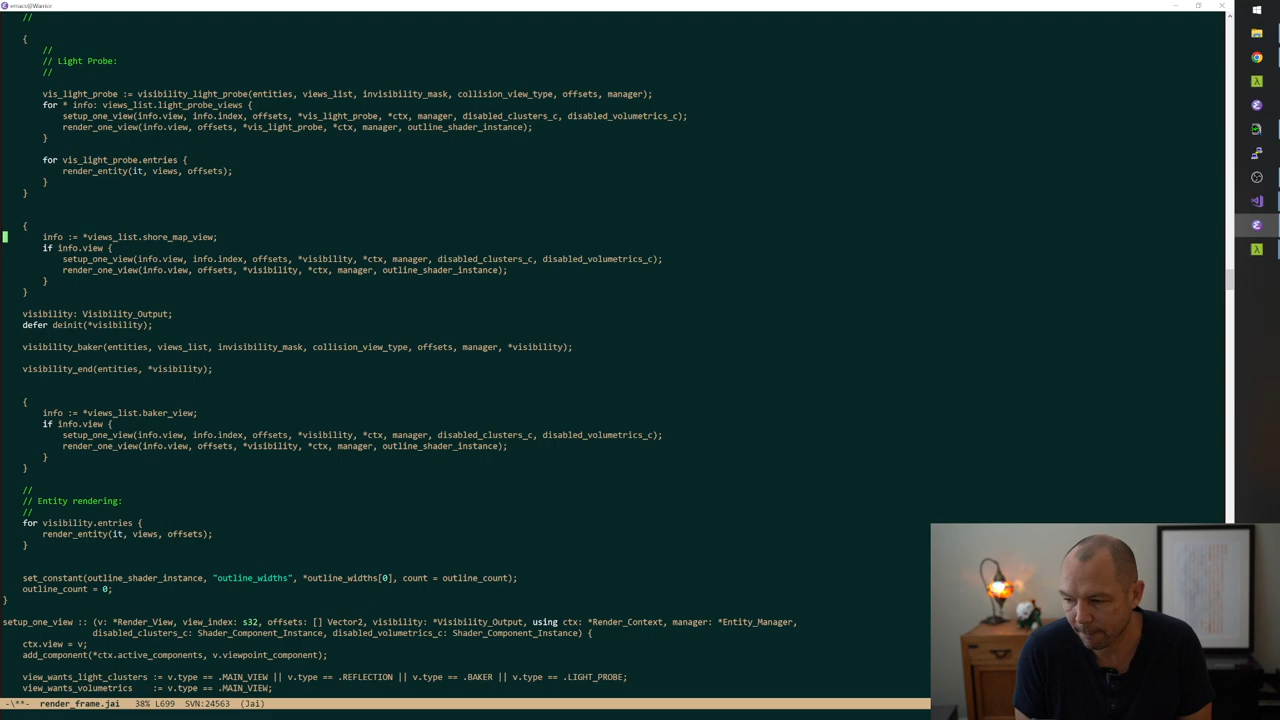 emacs@Warrior
//
{
//
// Light Probe:
//
vis_light_probe := visibility_light_probe(entities, views_list, invisibility_mask, collision_view_type, offsets, manager);
for * info: views_list.light_probe_views {
setup_one_view(info.view, info.index, offsets, *vis_light_probe, *ctx, manager, disabled_clusters_c, disabled_volumetrics_c);
render_one_view(info.view, offsets, *vis_light_probe, *ctx, manager, outline_shader_instance);
}
for vis_light_probe.entries {
render_entity(it, views, offsets);
}
}
{
info := *views_list.shore_map_view;
if info.view {
setup_one_view(info.view, info.index, offsets, *visibility, *ctx, manager, disabled_clusters_c, disabled_volumetrics_c);
render_one_view(info.view, offsets, *visibility, *ctx, manager, outline_shader_instance);
}
}
visibility: Visibility_Output;
defer deinit(*visibility);
visibility_baker(entities, views_list, invisibility_mask, collision_view_type, offsets, manager, *visibility);
visibility_end(entities, *visibility);
{
info := *views_list.baker_view;
if info.view {
setup_one_view(info.view, info.index, offsets, *visibility, *ctx, manager, disabled_clusters_c, disabled_volumetrics_c);
render_one_view(info.view, offsets, *visibility, *ctx, manager, outline_shader_instance);
}
}
//
// Entity rendering:
//
for visibility.entries {
render_entity(it, views, offsets);
}
set_constant(outline_shader_instance, "outline_widths", *outline_widths[0], count = outline_count);
outline_count = 0;
}
setup_one_view :: (v: *Render_View, view_index: s32, offsets: [] Vector2, visibility: *Visibility_Output, using ctx: *Render_Context, manager: *Entity_Manager,
disabled_clusters_c: Shader_Component_Instance, disabled_volumetrics_c: Shader_Component_Instance) {
ctx.view = v;
add_component(*ctx.active_components, v.viewpoint_component);
view_wants_light_clusters := v.type == .MAIN_VIEW || v.type == .REFLECTION || v.type == .BAKER || v.type == .LIGHT_PROBE;
view_wants_volumetrics := v.type == .MAIN_VIEW;
-\**- render_frame.jai 38% L699 SVN:24563 (Jai)